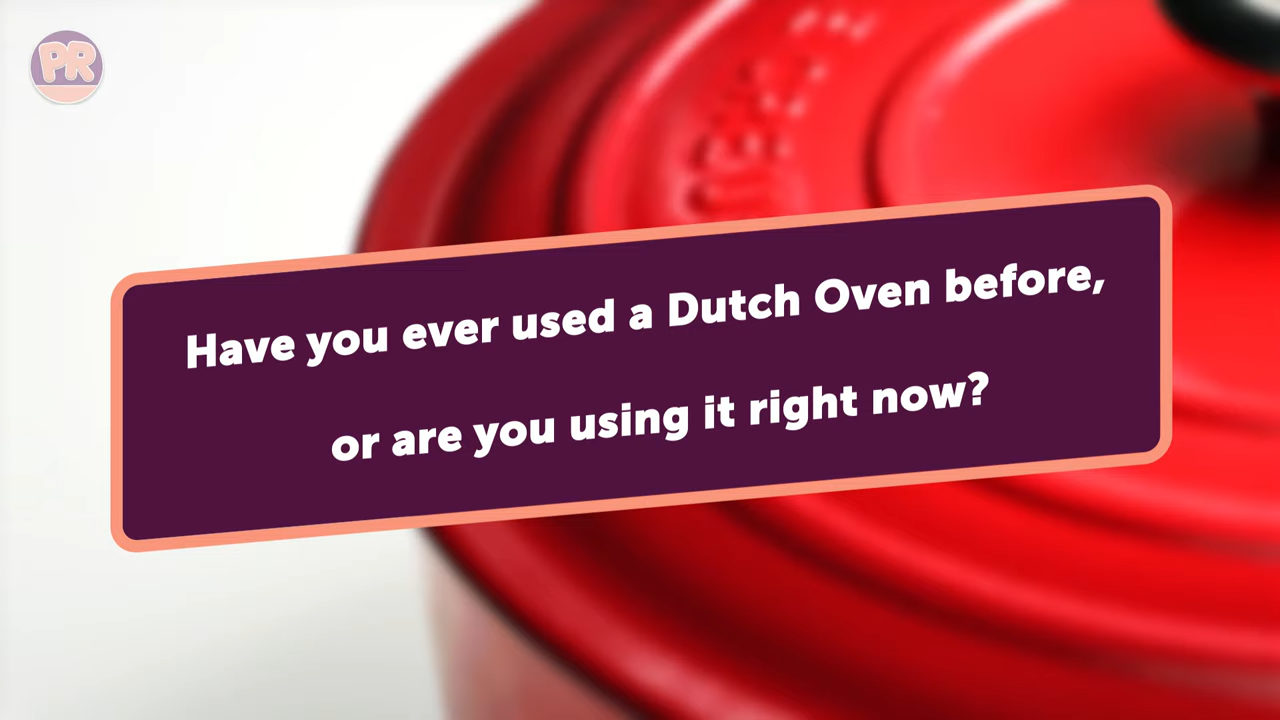 PR
Have you ever used a Dutch Oven before,
or are you using it right now?